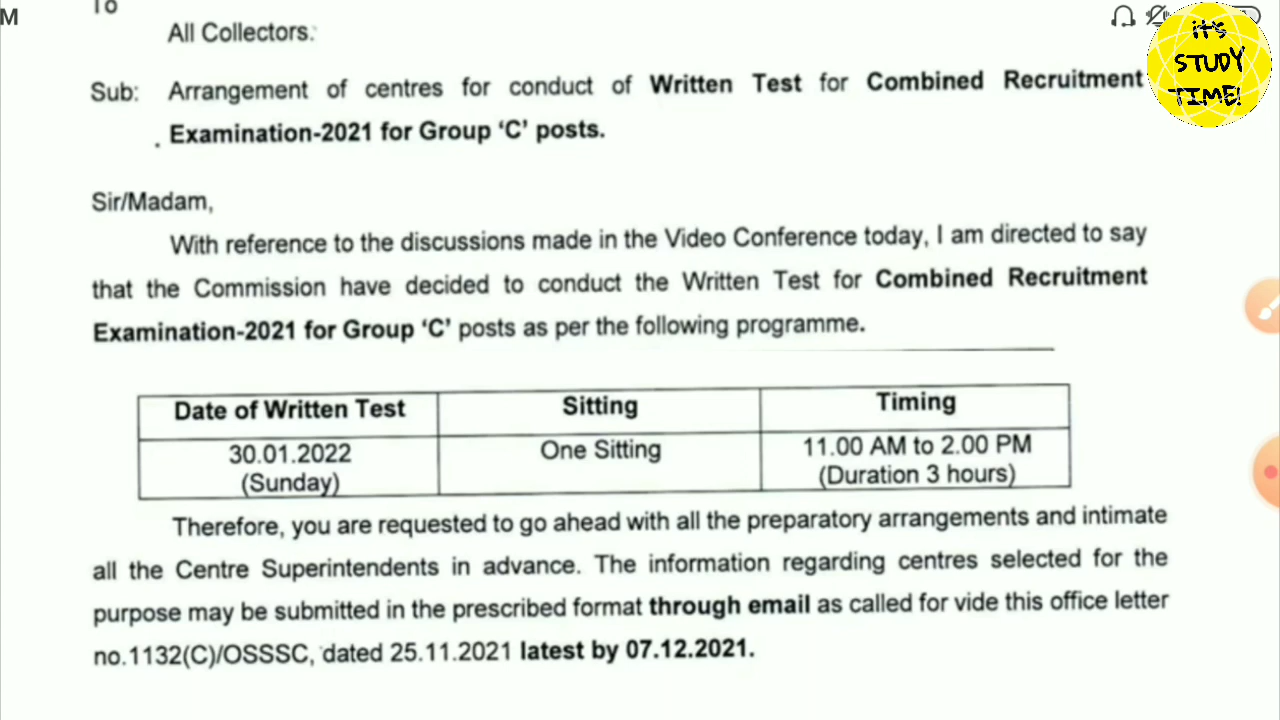 M
To
All Collectors.
Sub: Arrangement of centres for conduct of Written Test for Combined Recruitment
Examination-2021 for Group ‘C’ posts.
Sir/Madam,
With reference to the discussions made in the Video Conference today, I am directed to say
that the Commission have decided to conduct the Written Test for Combined Recruitment
Examination-2021 for Group ‘C’ posts as per the following programme.
Date of Written Test Sitting Timing
30.01.2022 One Sitting 11.00 AM to 2.00 PM
(Sunday) (Duration 3 hours)
Therefore, you are requested to go ahead with all the preparatory arrangements and intimate
all the Centre Superintendents in advance. The information regarding centres selected for the
purpose may be submitted in the prescribed format through email as called for vide this office letter
no.1132(C)/OSSSC, dated 25.11.2021 latest by 07.12.2021.
it's
STUDY
TIME!